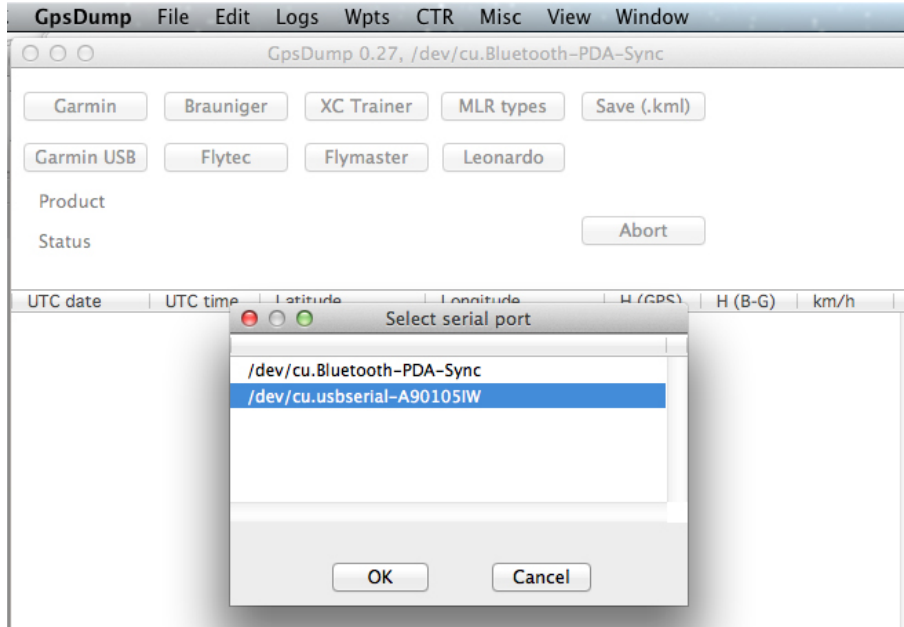 GpsDump File Edit Logs Wpts CTR Misc View Window
GpsDump 0.27, /dev/cu.Bluetooth-PDA-Sync
Garmin Brauniger XC Trainer MLR types Save (.kml)
Garmin USB Flytec Flymaster Leonardo
Product
Abort
Status
UTC date UTC time Latitude Longitude H (GPS) H (B-G) km/h
Select serial port
/dev/cu.Bluetooth-PDA-Sync
/dev/cu.usbserial-A90105IW
OK Cancel